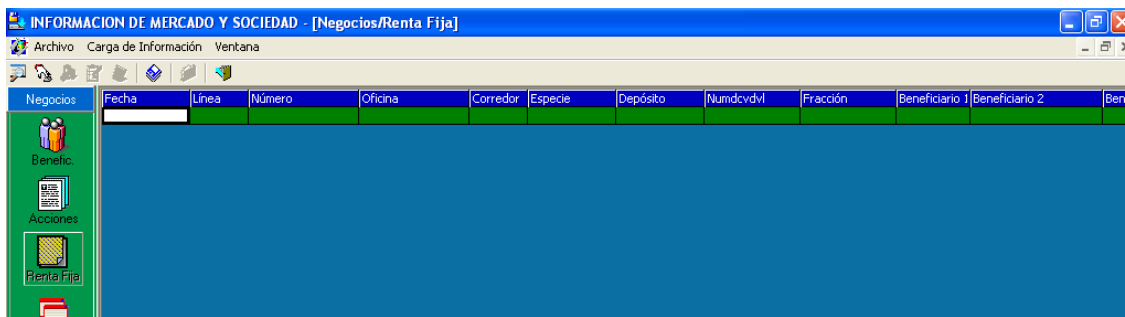 INFORMACION DE MERCADO Y SOCIEDAD - [Negocios/Renta Fija]
Archivo Carga de Información Ventana
Negocios Fecha Línea Número Oficina Corredor Especie Depósito Numdcvdvl Fracción Beneficiario 1 Beneficiario 2 Ben
Benefic.
Acciones
Renta Fija